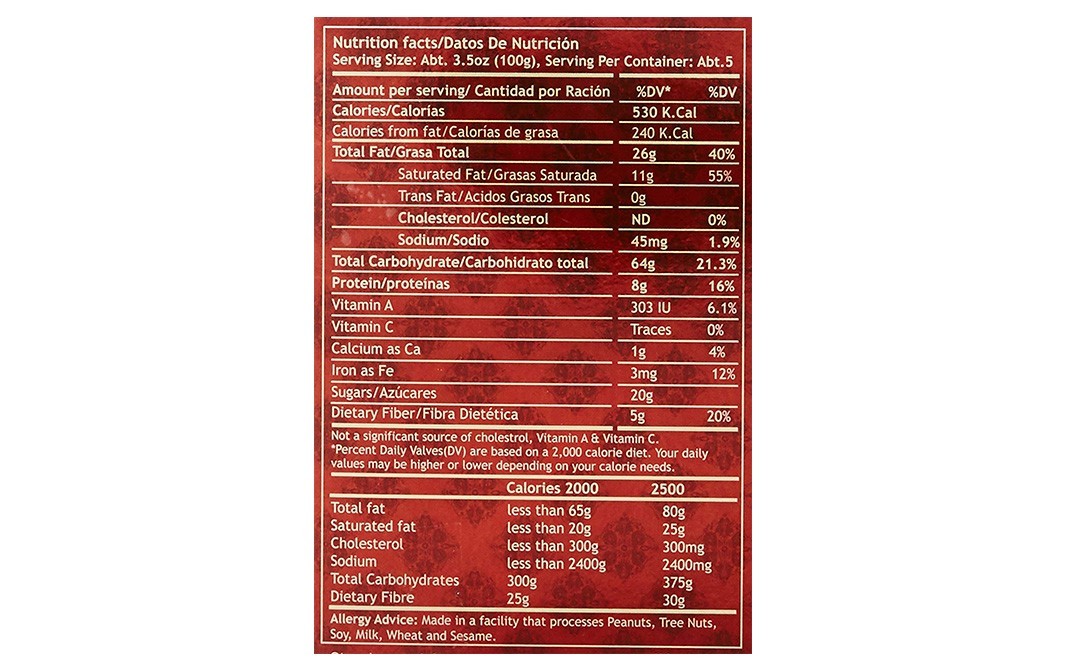 Nutrition facts/Datos De Nutrición
Serving Size: Abt. 3.5oz (100g), Serving Per Container: Abt.5
Amount per serving/ Cantidad por Ración %DV* %DV
Calories/Calorías 530 K.Cal
Calories from fat/Calorías de grasa 240 K.Cal
Total Fat/Grasa Total 26g 40%
Saturated Fat/Grasas Saturada 11g 55%
Trans Fat/Acidos Grasos Trans 0g
Cholesterol/Colesterol ND 0%
Sodium/Sodio 45mg 1.9%
Total Carbohydrate/Carbohidrato total 64g 21.3%
Protein/proteínas 8g 16%
Vitamin A 303 IU 6.1%
Vitamin C Traces 0%
Calcium as Ca 1g 4%
Iron as Fe 3mg 12%
Sugars/Azúcares 20g
Dietary Fiber/Fibra Dietética 5g 20%
Not a significant source of cholestrol, Vitamin A & Vitamin C.
*Percent Daily Valves(DV) are based on a 2,000 calorie diet. Your daily
values may be higher or lower depending on your calorie needs.
Calories 2000 2500
Total fat less than 65g 80g
Saturated fat less than 20g 25g
Cholesterol less than 300g 300mg
Sodium less than 2400g 2400mg
Total Carbohydrates 300g 375g
Dietary Fibre 25g 30g
Allergy Advice: Made in a facility that processes Peanuts, Tree Nuts,
Soy, Milk, Wheat and Sesame.